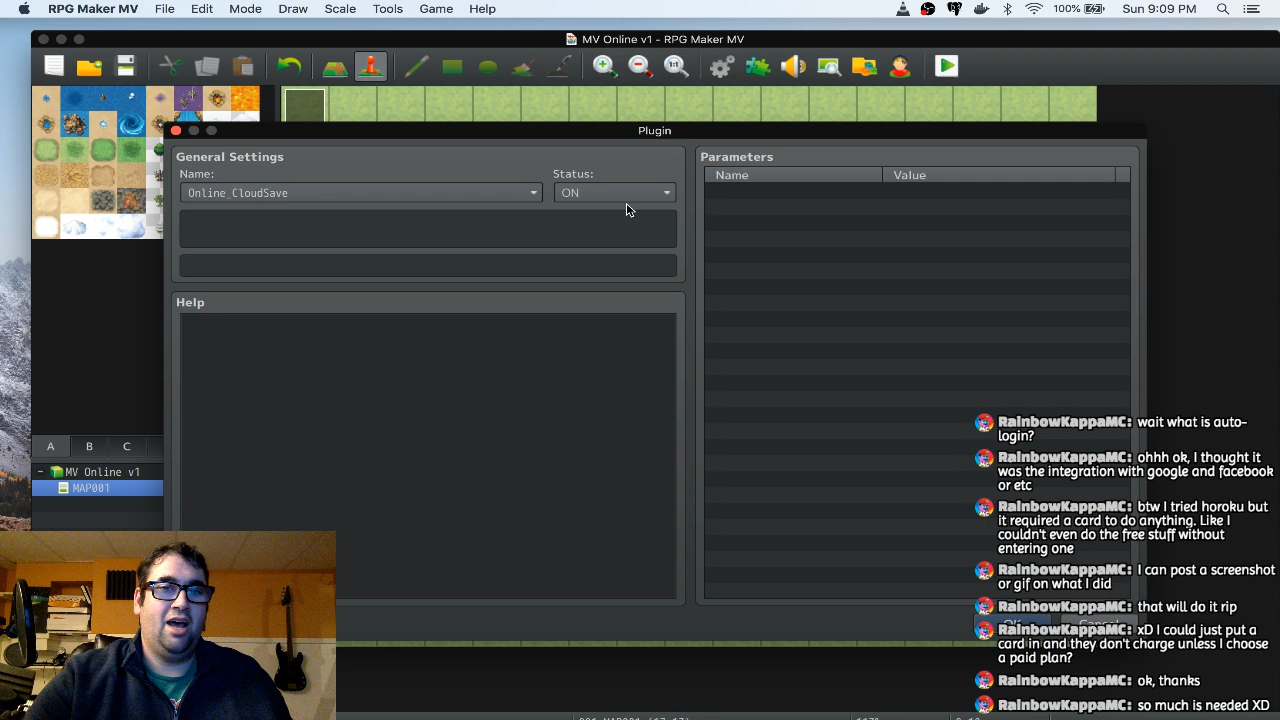 RPG Maker MV File Edit Mode Draw Scale Tools Game Help 100% Sun 9:09 PM
MV Online v1 - RPG Maker MV
1:1
Plugin
General Settings
Name: Status:
Online_CloudSave ON
Help
Parameters
Name Value
A B C
MV Online v1
MAP001
RainbowKappaMC: wait what is auto-
login?
RainbowKappaMC: ohhh ok, I thought it
was the integration with google and facebook
or etc
RainbowKappaMC: btw I tried horoku but
it required a card to do anything. Like I
couldn't even do the free stuff without
entering one
RainbowKappaMC: I can post a screenshot
or gif on what I did
RainbowKappaMC: that will do it rip
RainbowKappaMC: xD I could just put a
card in and they don't charge unless I choose
a paid plan?
RainbowKappaMC: ok, thanks
RainbowKappaMC: so much is needed XD